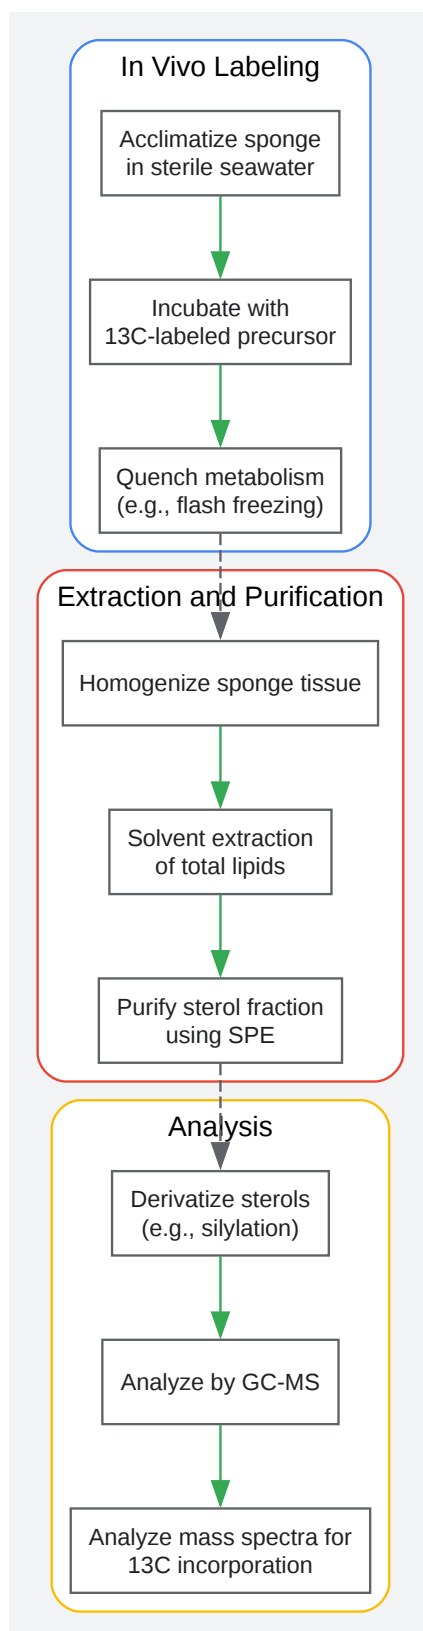 In Vivo Labeling
Acclimatize sponge
in sterile seawater
Incubate with
13C-labeled precursor
Quench metabolism
(e.g., flash freezing)
Extraction and Purification
Homogenize sponge tissue
Solvent extraction
of total lipids
Purify sterol fraction
using SPE
Analysis
Derivatize sterols
(e.g., silylation)
Analyze by GC-MS
Analyze mass spectra for
13C incorporation